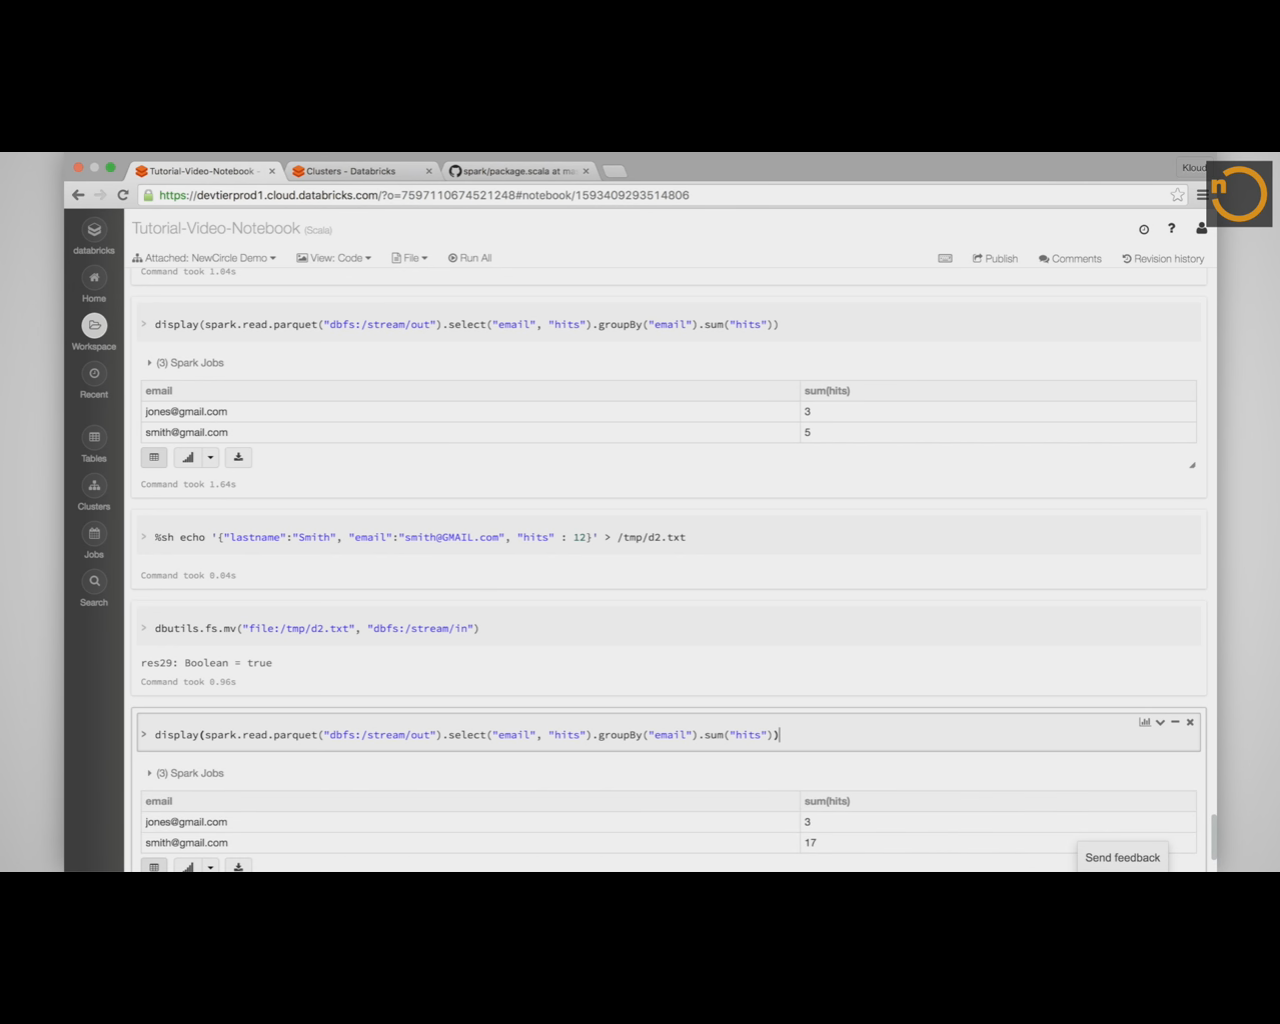 Tutorial-Video-Notebook -
Clusters - Databricks
spark/package.scala at ma
Kloud
https://devtierprod1.cloud.databricks.com/?o=7597110674521248#notebook/1593409293514806
n
databricks
Home
Workspace
Recent
Tables
Clusters
Jobs
Search
Tutorial-Video-Notebook (Scala)
?
Attached: NewCircle Demo
View: Code
File
Run All
Publish
Comments
Revision history
Command took 1.04s
> display(spark.read.parquet("dbfs:/stream/out").select("email", "hits").groupBy("email").sum("hits"))
(3) Spark Jobs
email sum(hits)
jones@gmail.com 3
smith@gmail.com 5
Command took 1.64s
> %sh echo '{"lastname":"Smith", "email":"smith@GMAIL.com", "hits" : 12}' > /tmp/d2.txt
Command took 0.04s
> dbutils.fs.mv("file:/tmp/d2.txt", "dbfs:/stream/in")
res29: Boolean = true
Command took 0.96s
> display(spark.read.parquet("dbfs:/stream/out").select("email", "hits").groupBy("email").sum("hits"))
(3) Spark Jobs
email sum(hits)
jones@gmail.com 3
smith@gmail.com 17
Send feedback